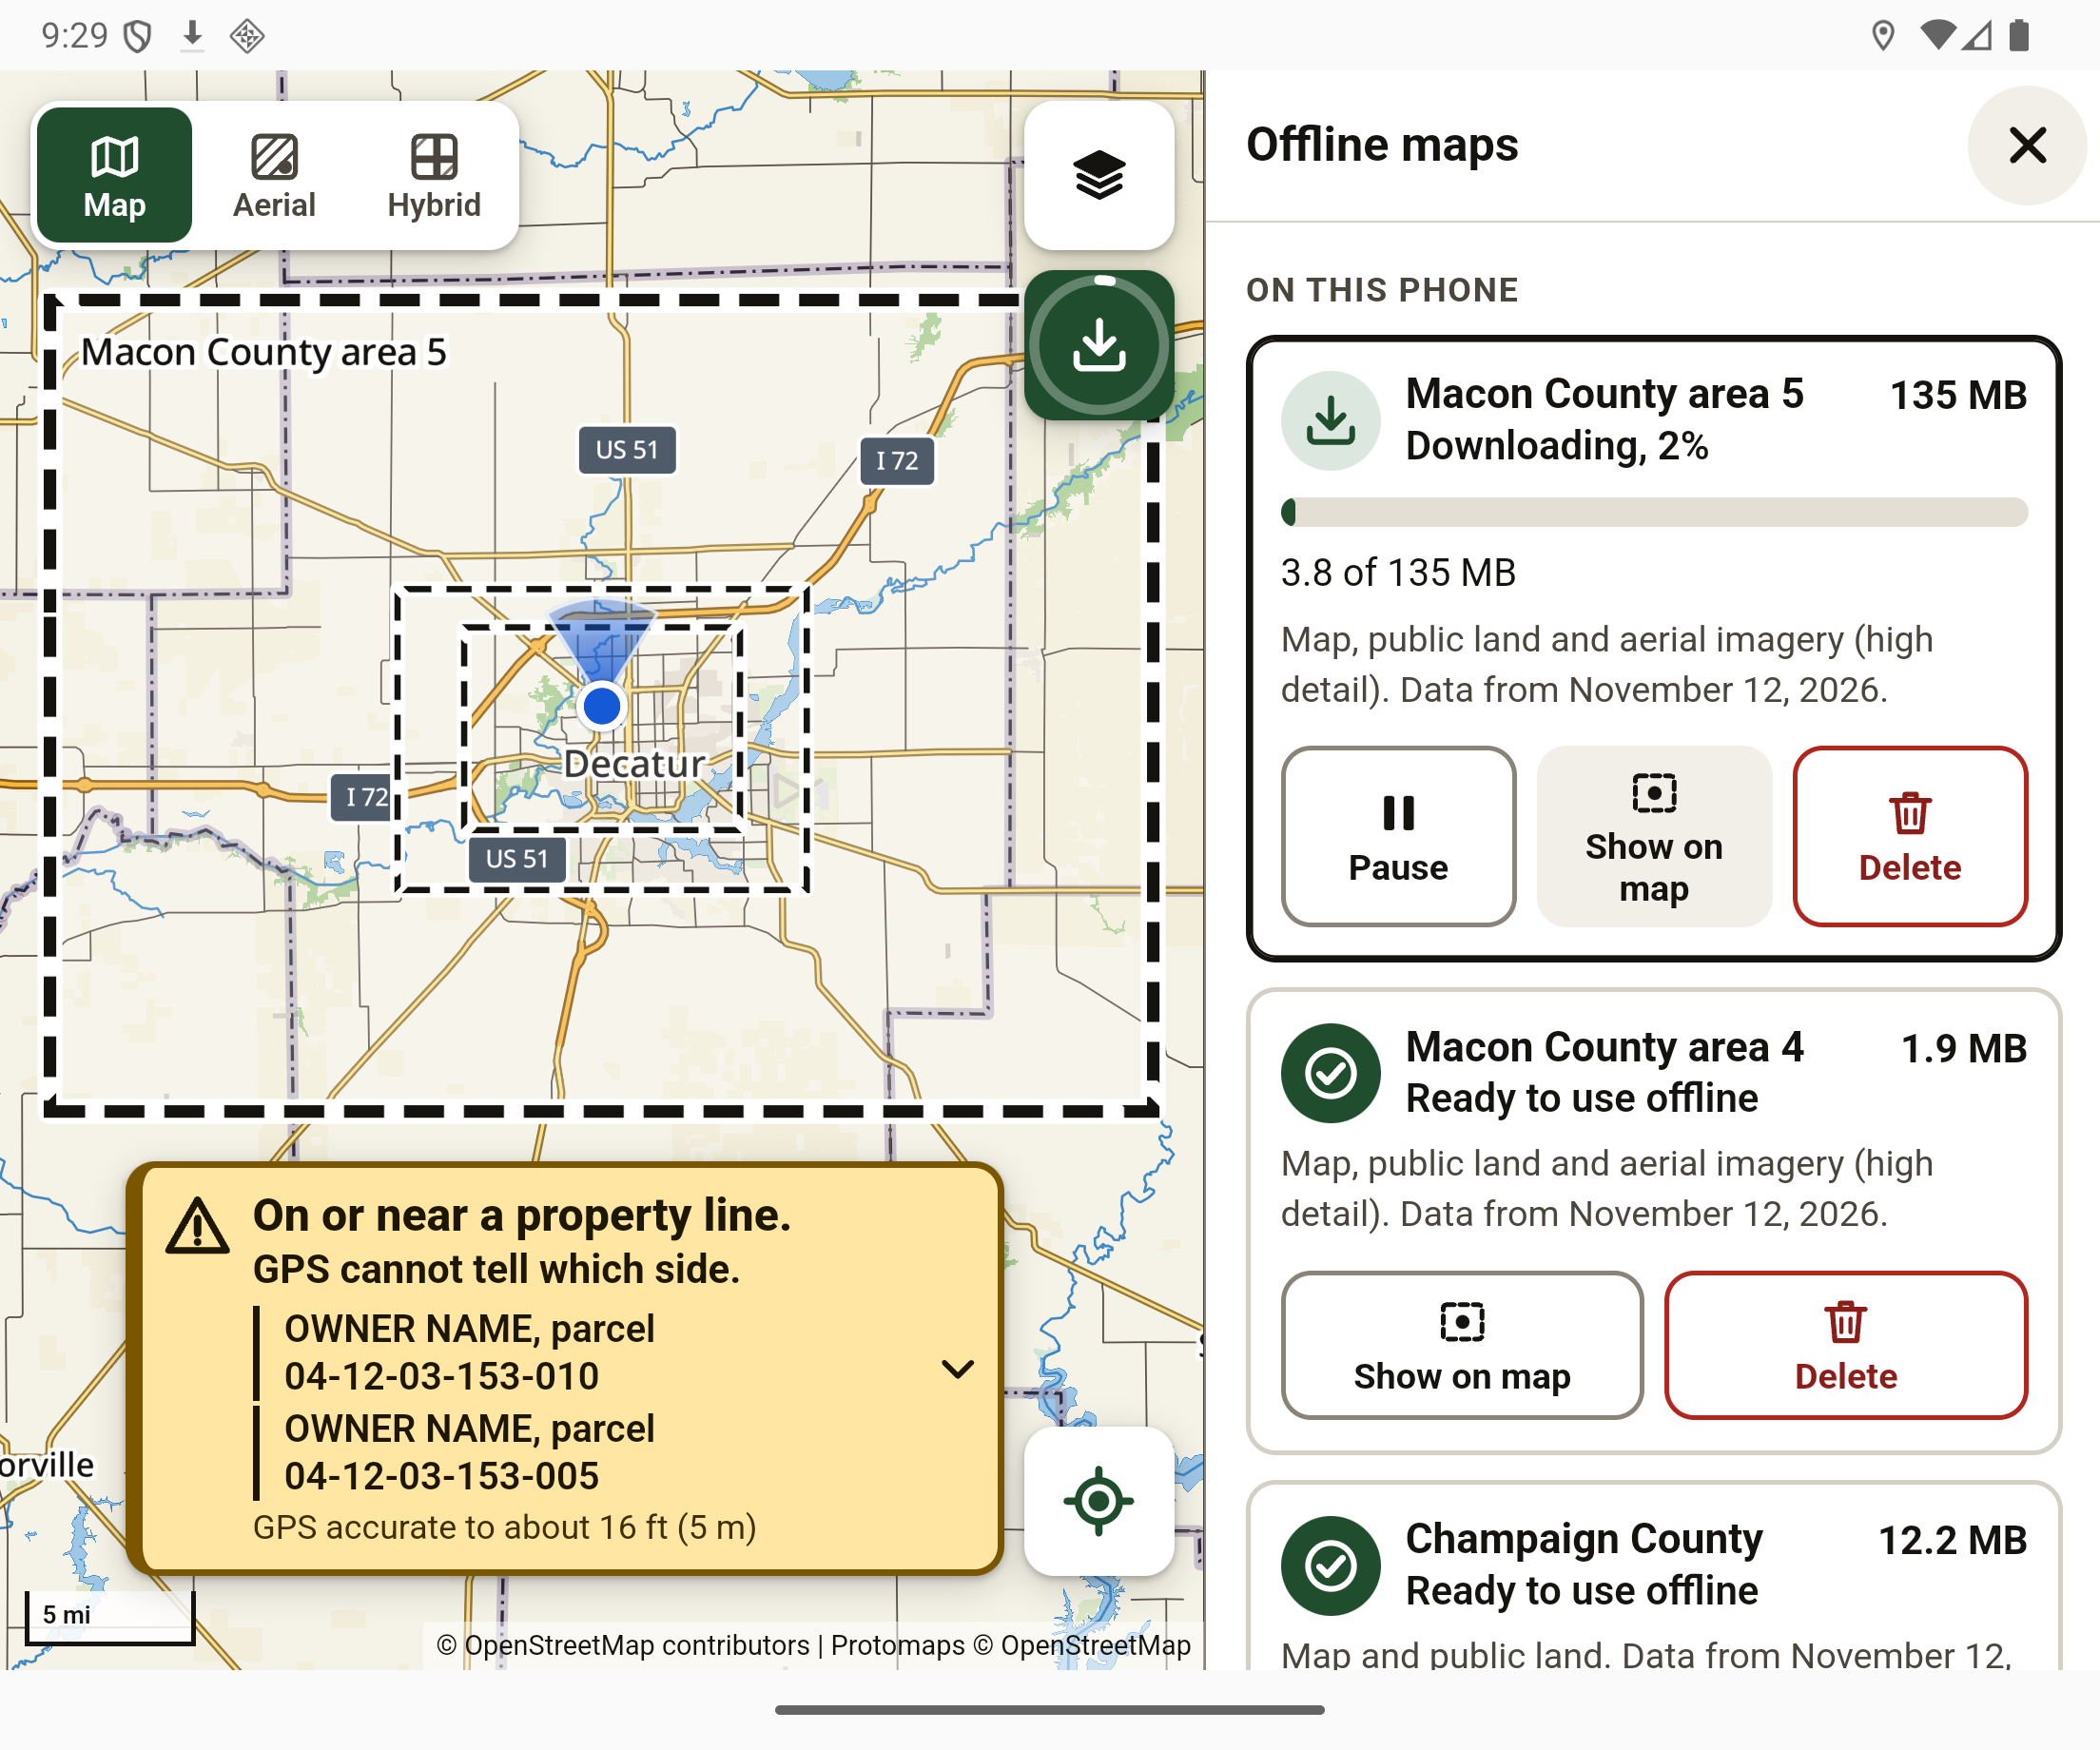 9:29
Map
Aerial
Hybrid
Macon County area 5
US 51
I 72
Decatur
I 72
US 51
On or near a property line.
GPS cannot tell which side.
OWNER NAME, parcel
04-12-03-153-010
OWNER NAME, parcel
04-12-03-153-005
GPS accurate to about 16 ft (5 m)
orville
5 mi
© OpenStreetMap contributors | Protomaps © OpenStreetMap
Offline maps
ON THIS PHONE
Macon County area 5
135 MB
Downloading, 2%
3.8 of 135 MB
Map, public land and aerial imagery (high
detail). Data from November 12, 2026.
Pause
Show on
map
Delete
Macon County area 4
1.9 MB
Ready to use offline
Map, public land and aerial imagery (high
detail). Data from November 12, 2026.
Show on map
Delete
Champaign County
12.2 MB
Ready to use offline
Map and public land. Data from November 12,